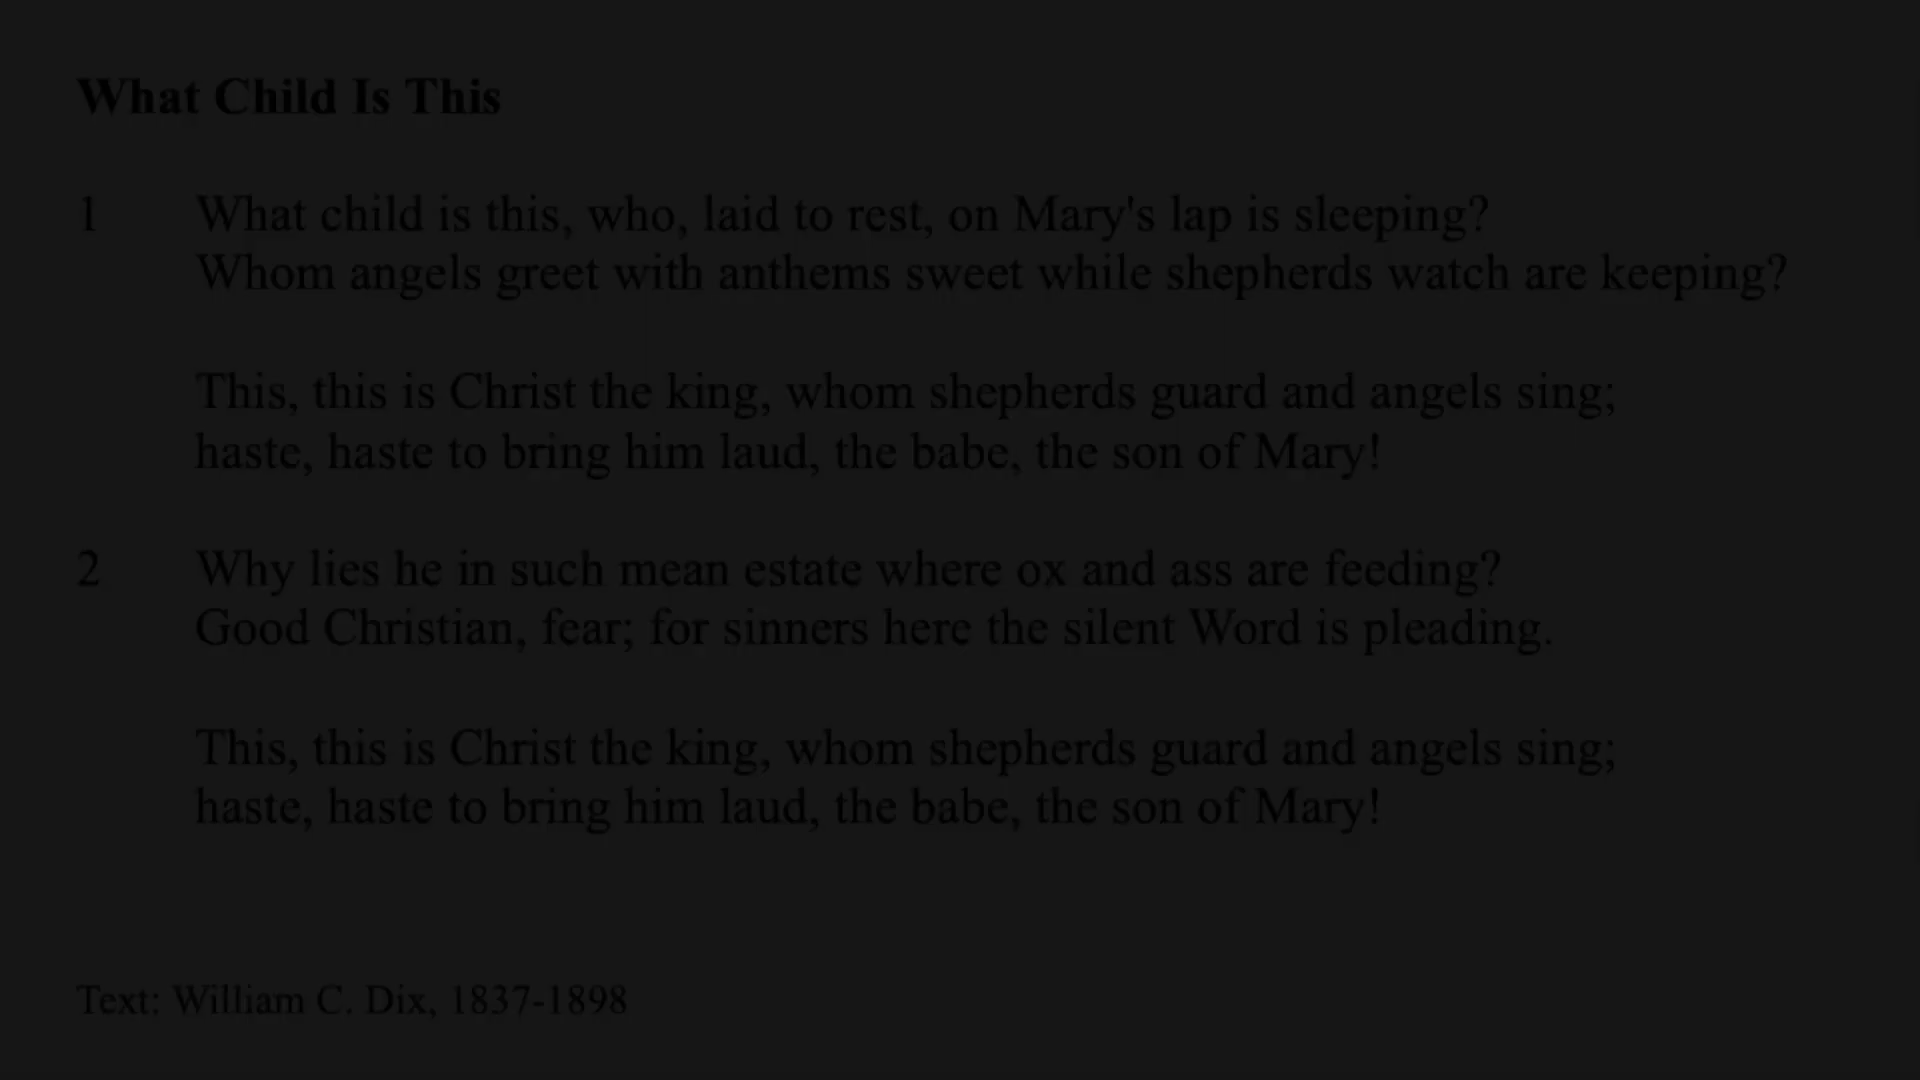 What Child Is This
1 What child is this, who, laid to rest, on Mary's lap is sleeping?
Whom angels greet with anthems sweet while shepherds watch are keeping?
This, this is Christ the king, whom shepherds guard and angels sing;
haste, haste to bring him laud, the babe, the son of Mary!
2 Why lies he in such mean estate where ox and ass are feeding?
Good Christian, fear; for sinners here the silent Word is pleading.
This, this is Christ the king, whom shepherds guard and angels sing;
haste, haste to bring him laud, the babe, the son of Mary!
Text: William C. Dix, 1837-1898